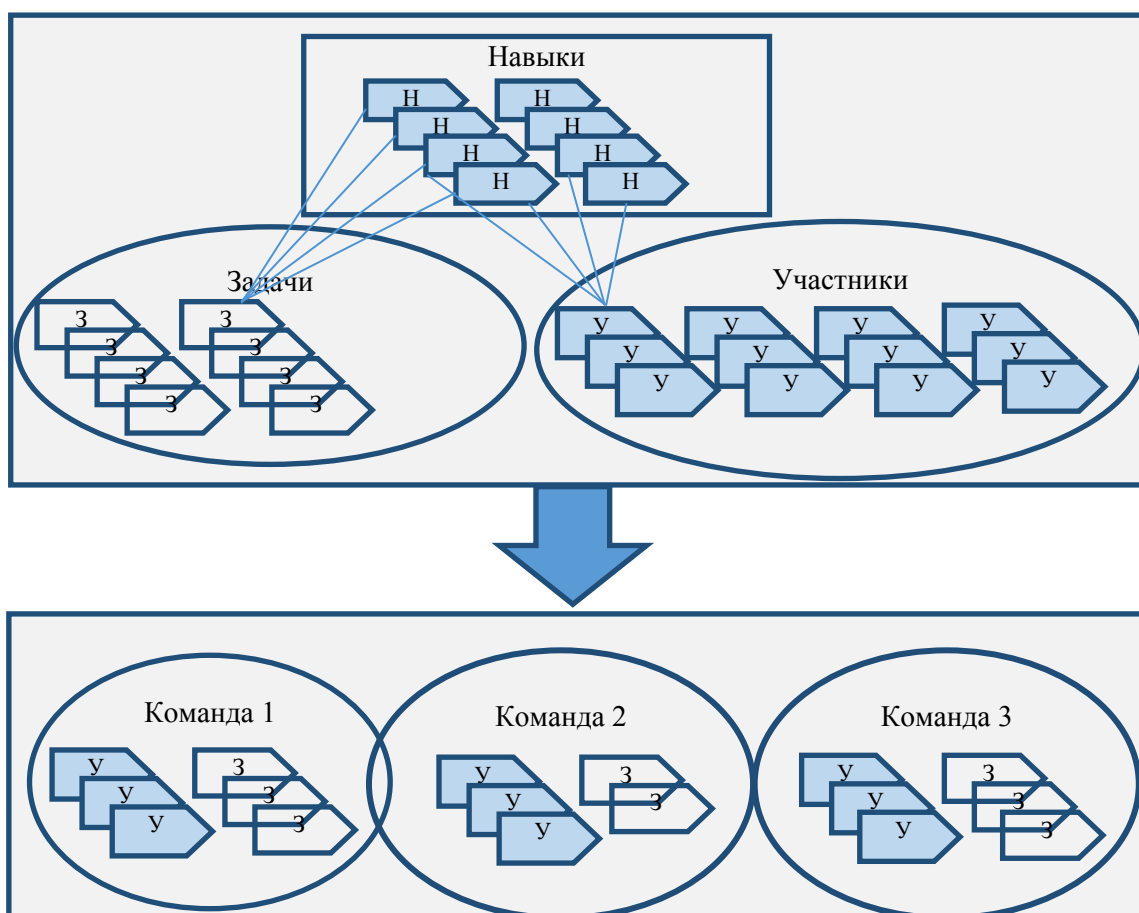 Навыки
Н Н
Н Н
Н Н
Н Н
Задачи
З З
З З
З З
З З
Участники
У У У У
У У У У
У У У У
Команда 1
У З
У З
У З
Команда 2
У З
У З
У
Команда 3
У З
У З
У З